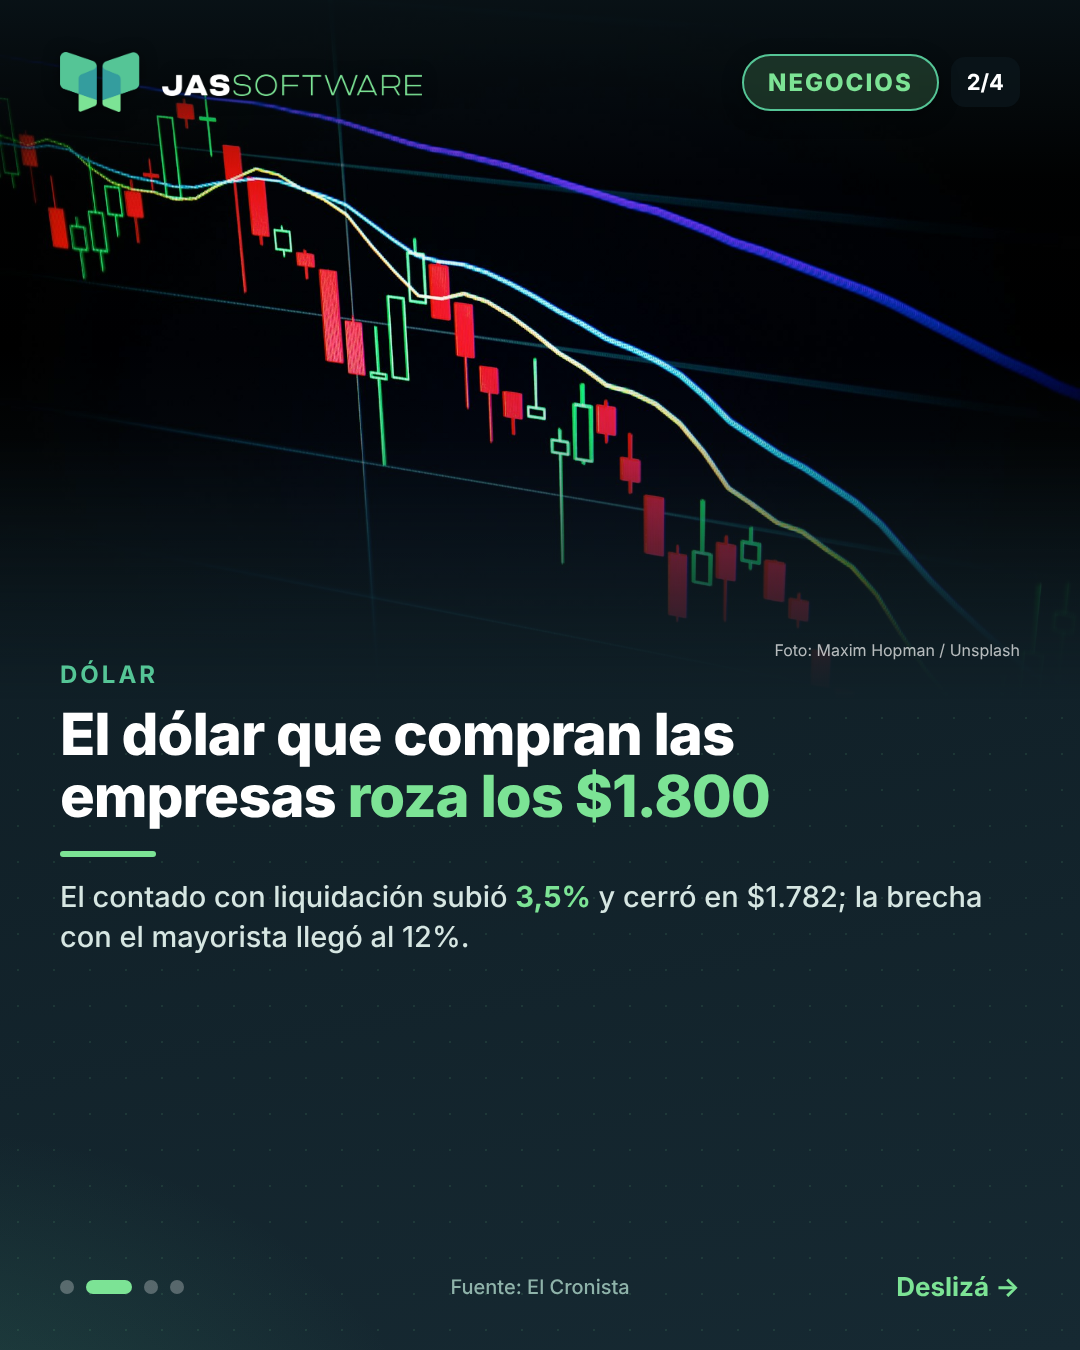 JASSOFTWARE
NEGOCIOS
2/4
Foto: Maxim Hopman / Unsplash
DÓLAR
El dólar que compran las
empresas roza los $1.800
El contado con liquidación subió 3,5% y cerró en $1.782; la brecha
con el mayorista llegó al 12%.
Fuente: El Cronista
Deslizá →